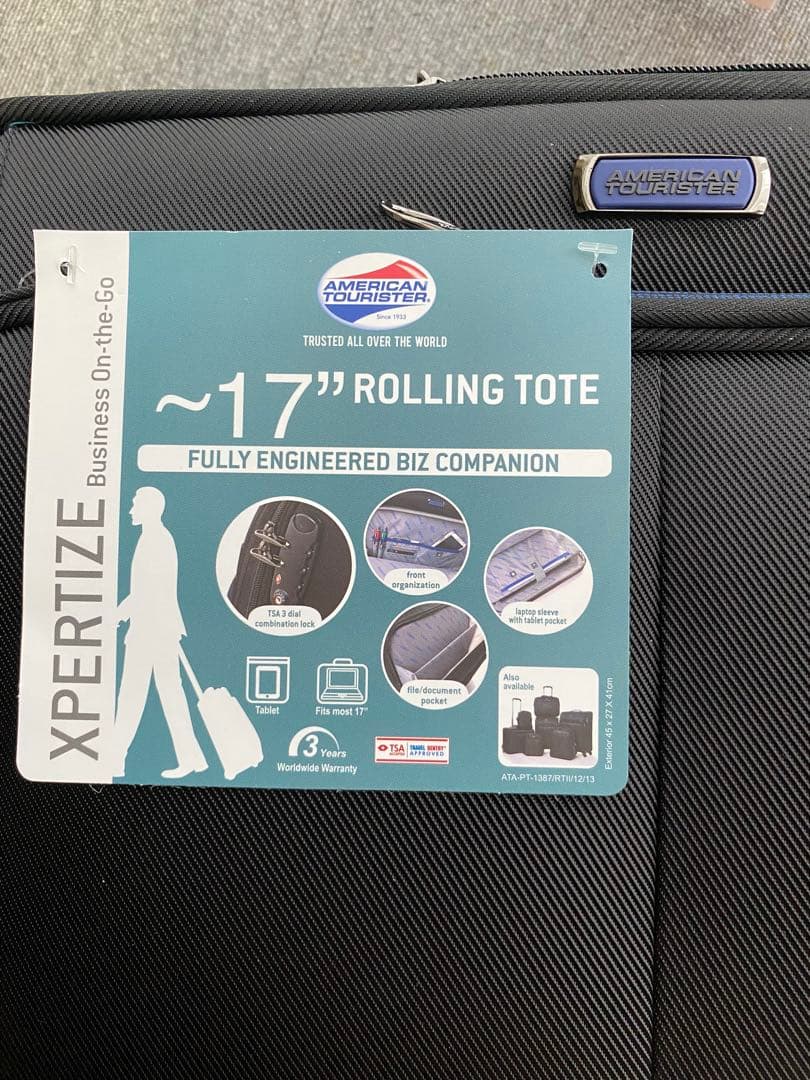 AMERICAN
TOURISTER
AMERICAN
TOURISTER®
Since 1933
TRUSTED ALL OVER THE WORLD
~17” ROLLING TOTE
FULLY ENGINEERED BIZ COMPANION
XPERTIZE Business On-the-Go
TSA 3 dial
combination lock
front
organization
laptop sleeve
with tablet pocket
file/document
pocket
Tablet
Fits most 17"
3 Years
Worldwide Warranty
TSA
ACCEPTED
TRAVEL SENTRY®
APPROVED
Also
available
Exterior 45 x 27 X 41cm
ATA-PT-1387/RTII/12/13